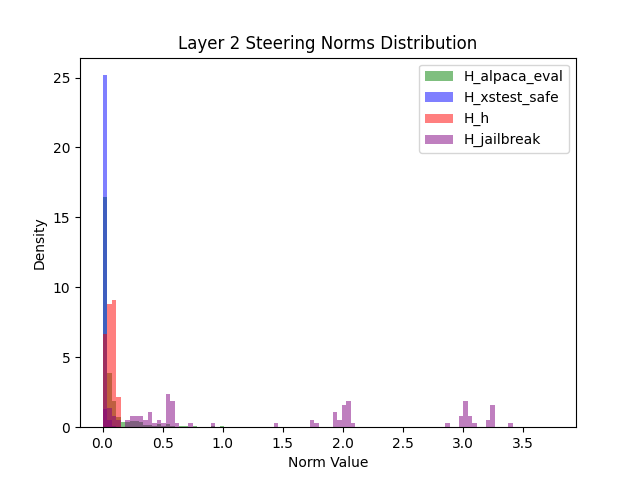 Layer 2 Steering Norms Distribution
H_alpaca_eval
H_xstest_safe
H_h
H_jailbreak
Density
25
20
15
10
5
0
0.0 0.5 1.0 1.5 2.0 2.5 3.0 3.5
Norm Value